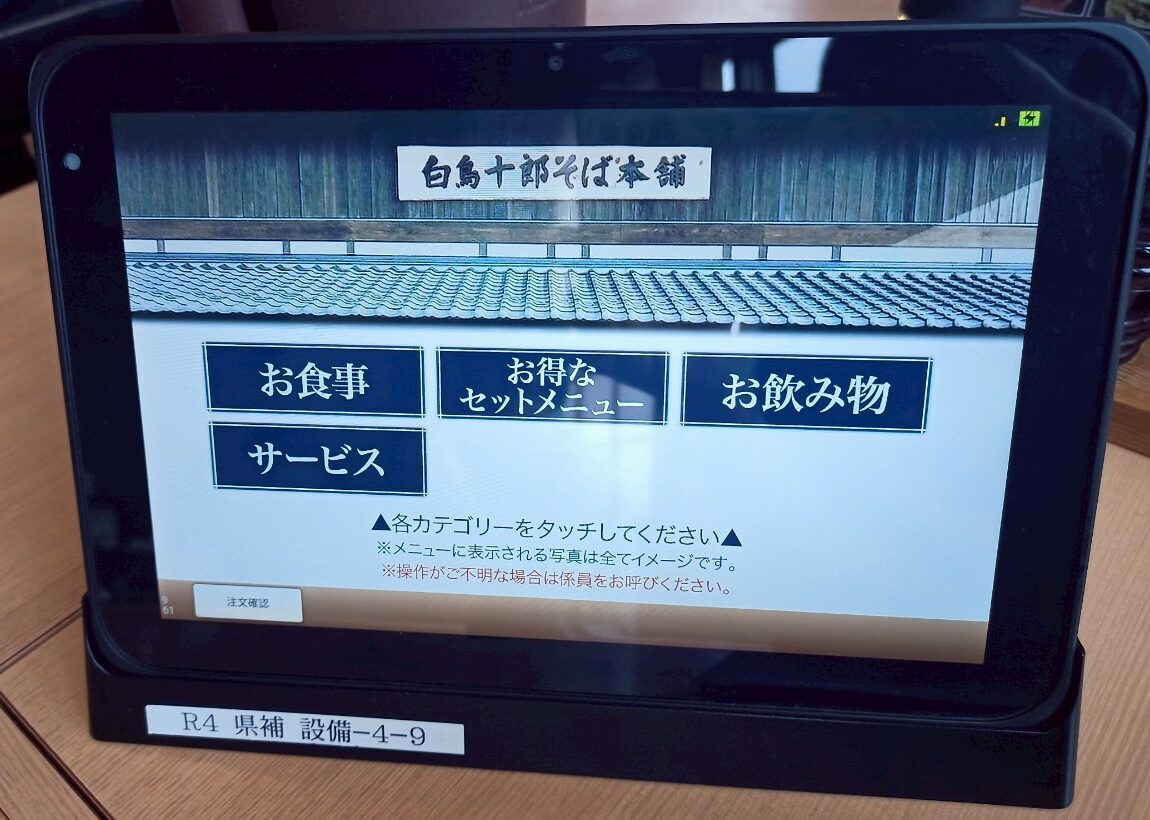 白鳥十郎そば本舗
お食事
お得な
セットメニュー
お飲み物
サービス
▲各カテゴリーをタッチしてください▲
※メニューに表示される写真は全てイメージです。
※操作がご不明な場合は係員をお呼びください。
9
61
注文確認
R4 県補 設備-4-9